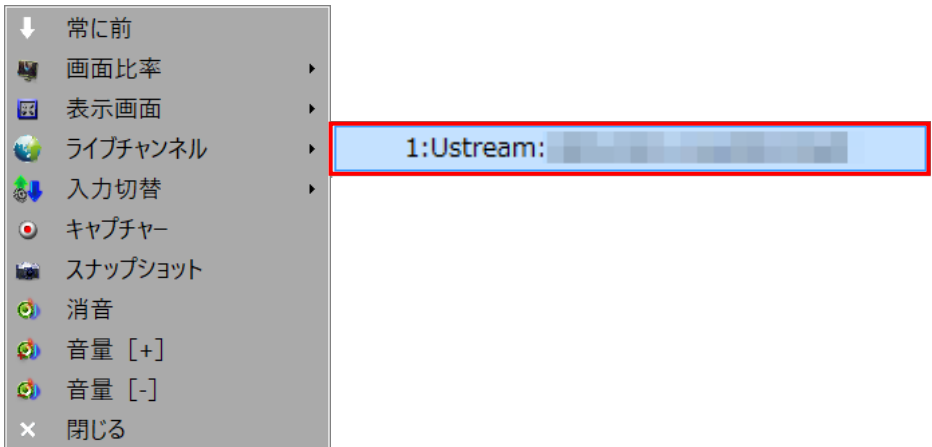 常に前
画面比率
表示画面
ライブチャンネル
1:Ustream:
入力切替
キャプチャー
スナップショット
消音
音量 [+]
音量 [-]
閉じる